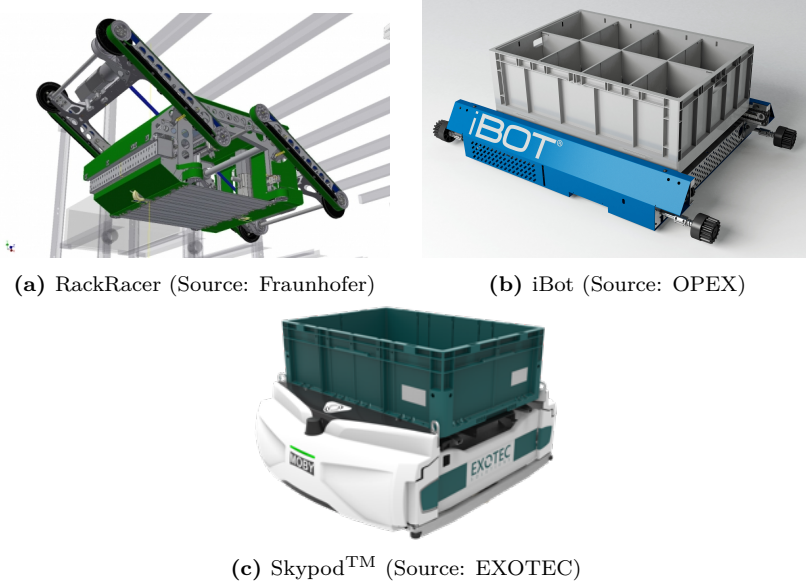 iBOT®
(a) RackRacer (Source: Fraunhofer)
(b) iBot (Source: OPEX)
MOBY
EXOTEC
(c) Skypod™ (Source: EXOTEC)